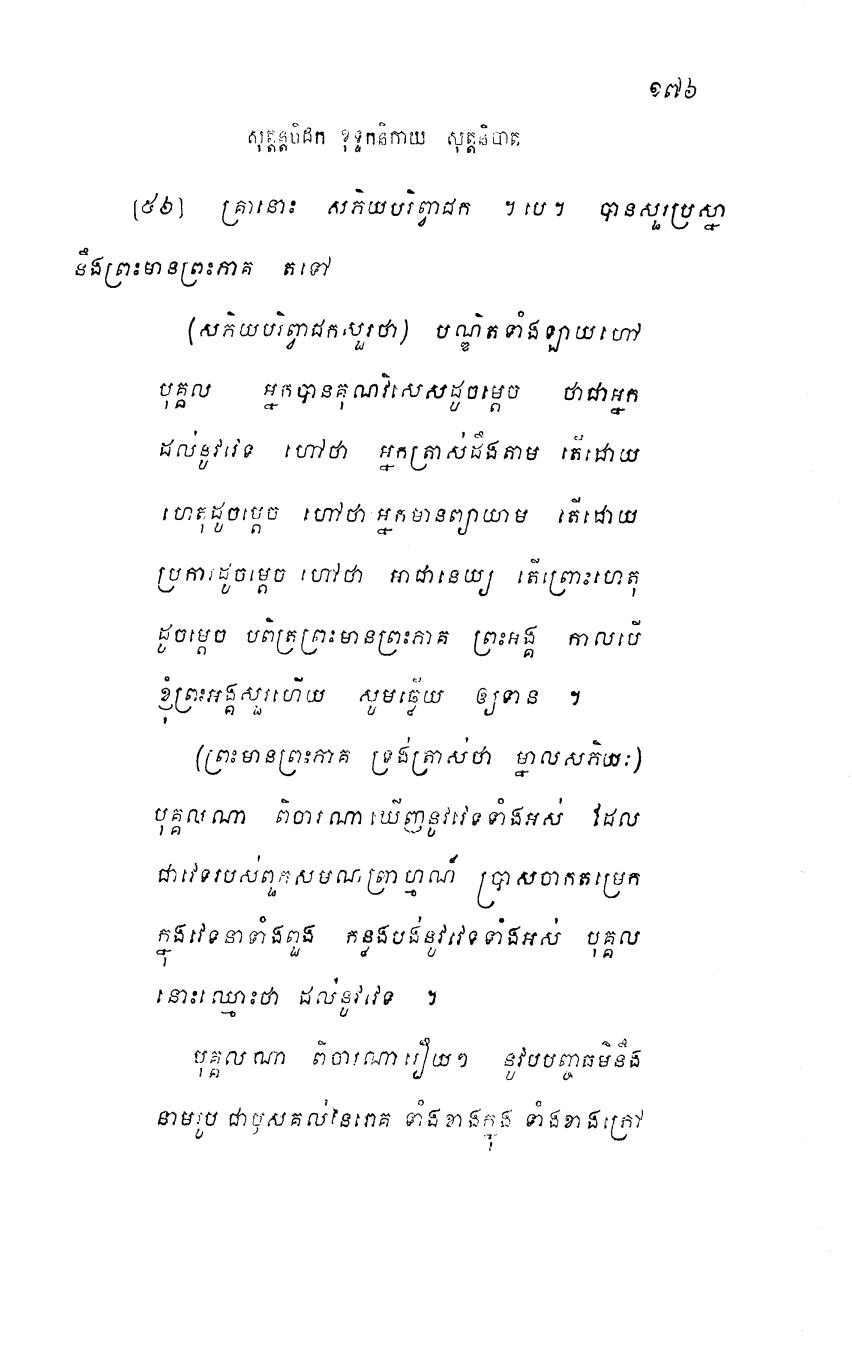 ១៧៦
សុត្តន្តបិដក ខុទ្ទកនិកាយ សុត្តនិបាត
[៥៦] គ្រានោះ សភិយបរិព្វាជក ។ បេ ។ បានសួរប្រស្នា
នឹងព្រះមានព្រះភាគ តទៅ
(សភិយបរិព្វាជកសួរថា) បណ្ឌិតទាំងឡាយហៅ
បុគ្គល អ្នកបានគុណវិសេសដូចម្តេច ថាជាអ្នក
ដល់នូវវេទ ហៅថា អ្នកត្រាស់ដឹងតាម តើដោយ
ហេតុដូចម្តេច ហៅថា អ្នកមានព្យាយាម តើដោយ
ប្រការដូចម្តេច ហៅថា អាជានេយ្យ តើព្រោះហេតុ
ដូចម្តេច បពិត្រព្រះមានព្រះភាគ ព្រះអង្គ កាលបើ
ខ្ញុំព្រះអង្គសួរហើយ សូមឆ្លើយ ឲ្យទាន ។
(ព្រះមានព្រះភាគ ទ្រង់ត្រាស់ថា ម្នាលសភិយៈ)
បុគ្គលណា ពិចារណាឃើញនូវវេទទាំងអស់ ដែល
ជាវេទរបស់ពួកសមណព្រាហ្មណ៍ ប្រាសចាកតម្រេក
ក្នុងវេទនាទាំងពួង កន្លងបង់នូវវេទទាំងអស់ បុគ្គល
នោះឈ្មោះថា ដល់នូវវេទ ។
បុគ្គលណា ពិចារណារឿយៗ នូវបបញ្ចធម៌នឹង
នាមរូប ជាឫសគល់នៃរោគ ទាំងខាងក្នុង ទាំងខាងក្រៅ